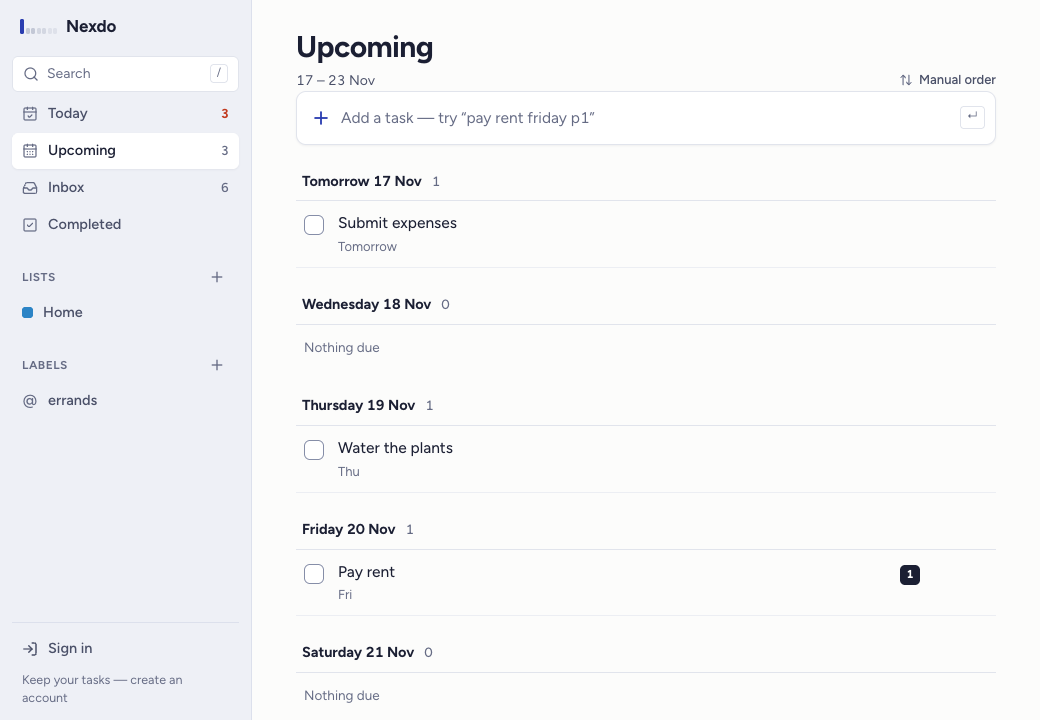 Nexdo
Search /
Today 3
Upcoming 3
Inbox 6
Completed
LISTS
Home
LABELS
@ errands
Sign in
Keep your tasks — create an
account
Upcoming
17 – 23 Nov
Manual order
Add a task — try “pay rent friday p1”
Tomorrow 17 Nov 1
Submit expenses
Tomorrow
Wednesday 18 Nov 0
Nothing due
Thursday 19 Nov 1
Water the plants
Thu
Friday 20 Nov 1
Pay rent 1
Fri
Saturday 21 Nov 0
Nothing due